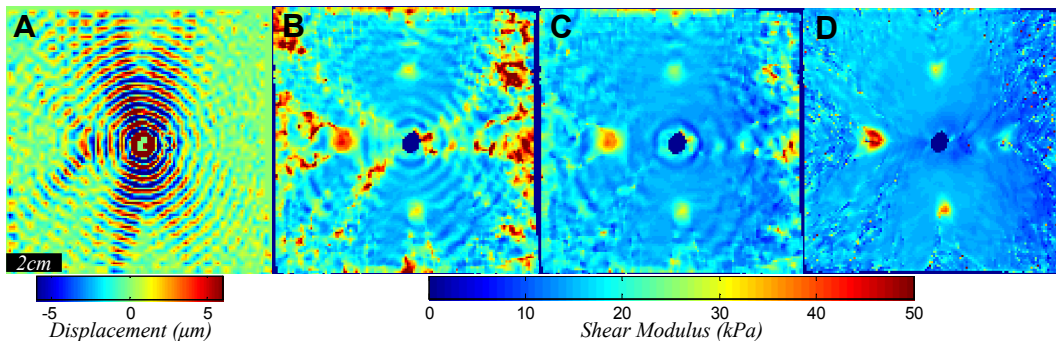 A B C D
2cm
-5 0 5
Displacement (μm)
0 10 20 30 40 50
Shear Modulus (kPa)